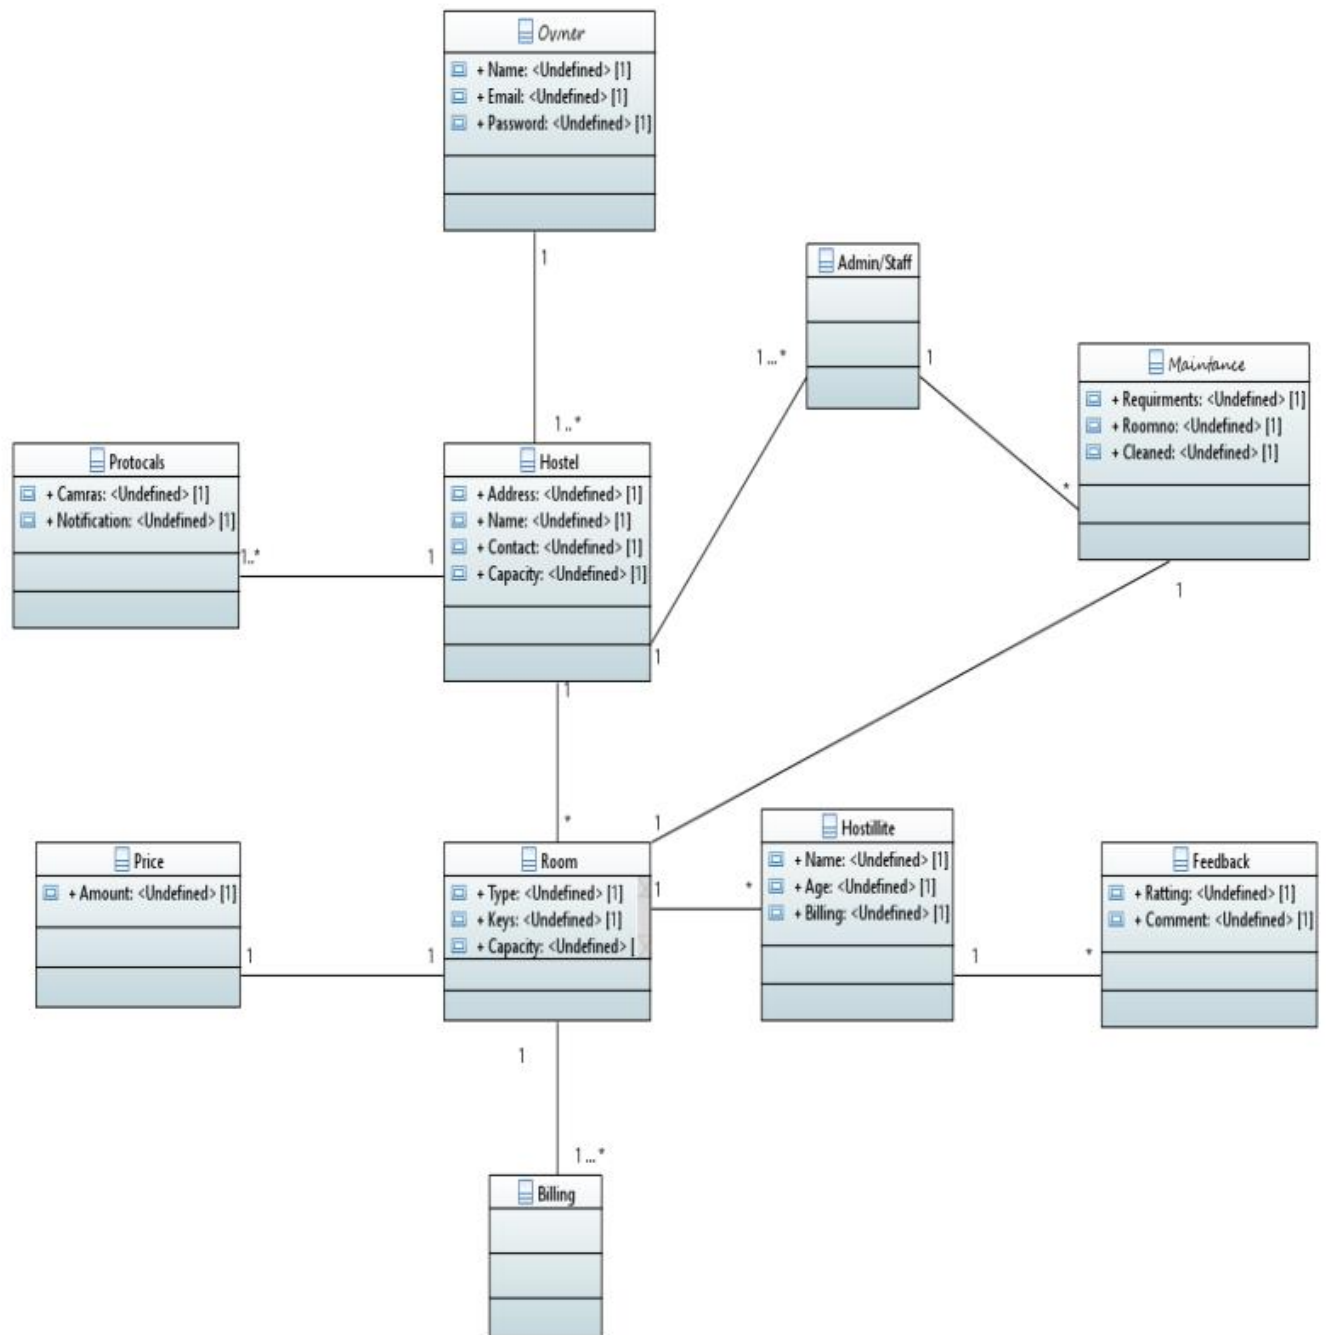 Ovner
+ Name: <Undefined> [1]
+ Email: <Undefined> [1]
+ Password: <Undefined> [1]
1
1..*
Admin/Staff
1...*
1
Maintance
+ Requirments: <Undefined> [1]
+ Roomno: <Undefined> [1]
+ Cleaned: <Undefined> [1]
*
1
Protocals
+ Camras: <Undefined> [1]
+ Notification: <Undefined> [1]
1..*
1
Hostel
+ Address: <Undefined> [1]
+ Name: <Undefined> [1]
+ Contact: <Undefined> [1]
+ Capacity: <Undefined> [1]
1
1
*
1
Price
+ Amount: <Undefined> [1]
1
1
Room
+ Type: <Undefined> [1]
+ Keys: <Undefined> [1]
+ Capacity: <Undefined> [
1
*
Hostillite
+ Name: <Undefined> [1]
+ Age: <Undefined> [1]
+ Billing: <Undefined> [1]
1
*
Feedback
+ Ratting: <Undefined> [1]
+ Comment: <Undefined> [1]
1
1...*
Billing